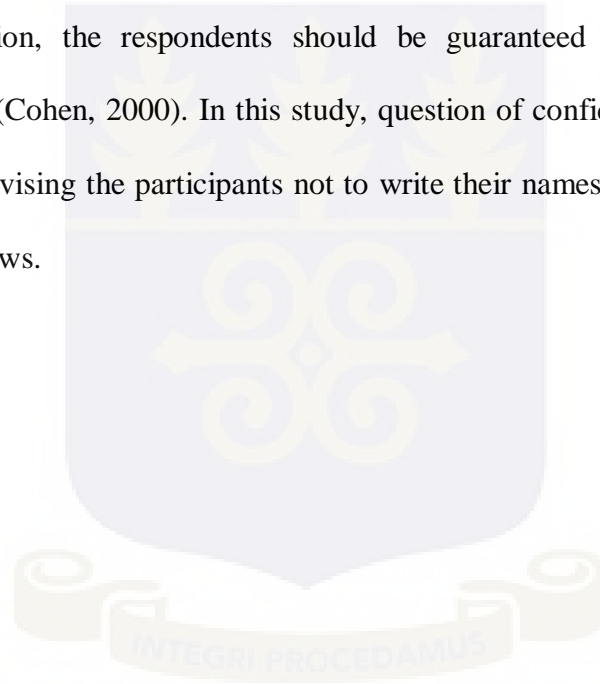 ion, the respondents should be guaranteed
(Cohen, 2000). In this study, question of confi
vising the participants not to write their names
ws.
INTEGRI PROCEDAMUS